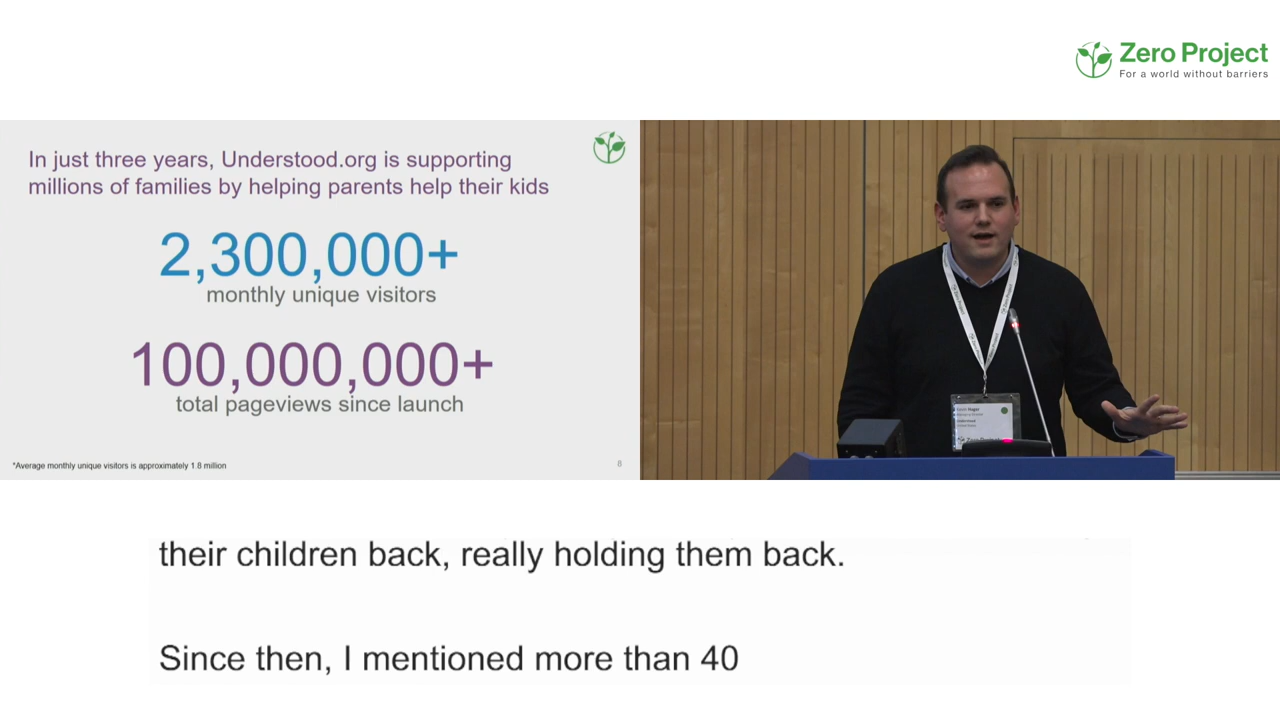 Zero Project
For a world without barriers
In just three years, Understood.org is supporting
millions of families by helping parents help their kids
2,300,000+
monthly unique visitors
100,000,000+
total pageviews since launch
*Average monthly unique visitors is approximately 1.8 million
8
their children back, really holding them back.
Since then, I mentioned more than 40